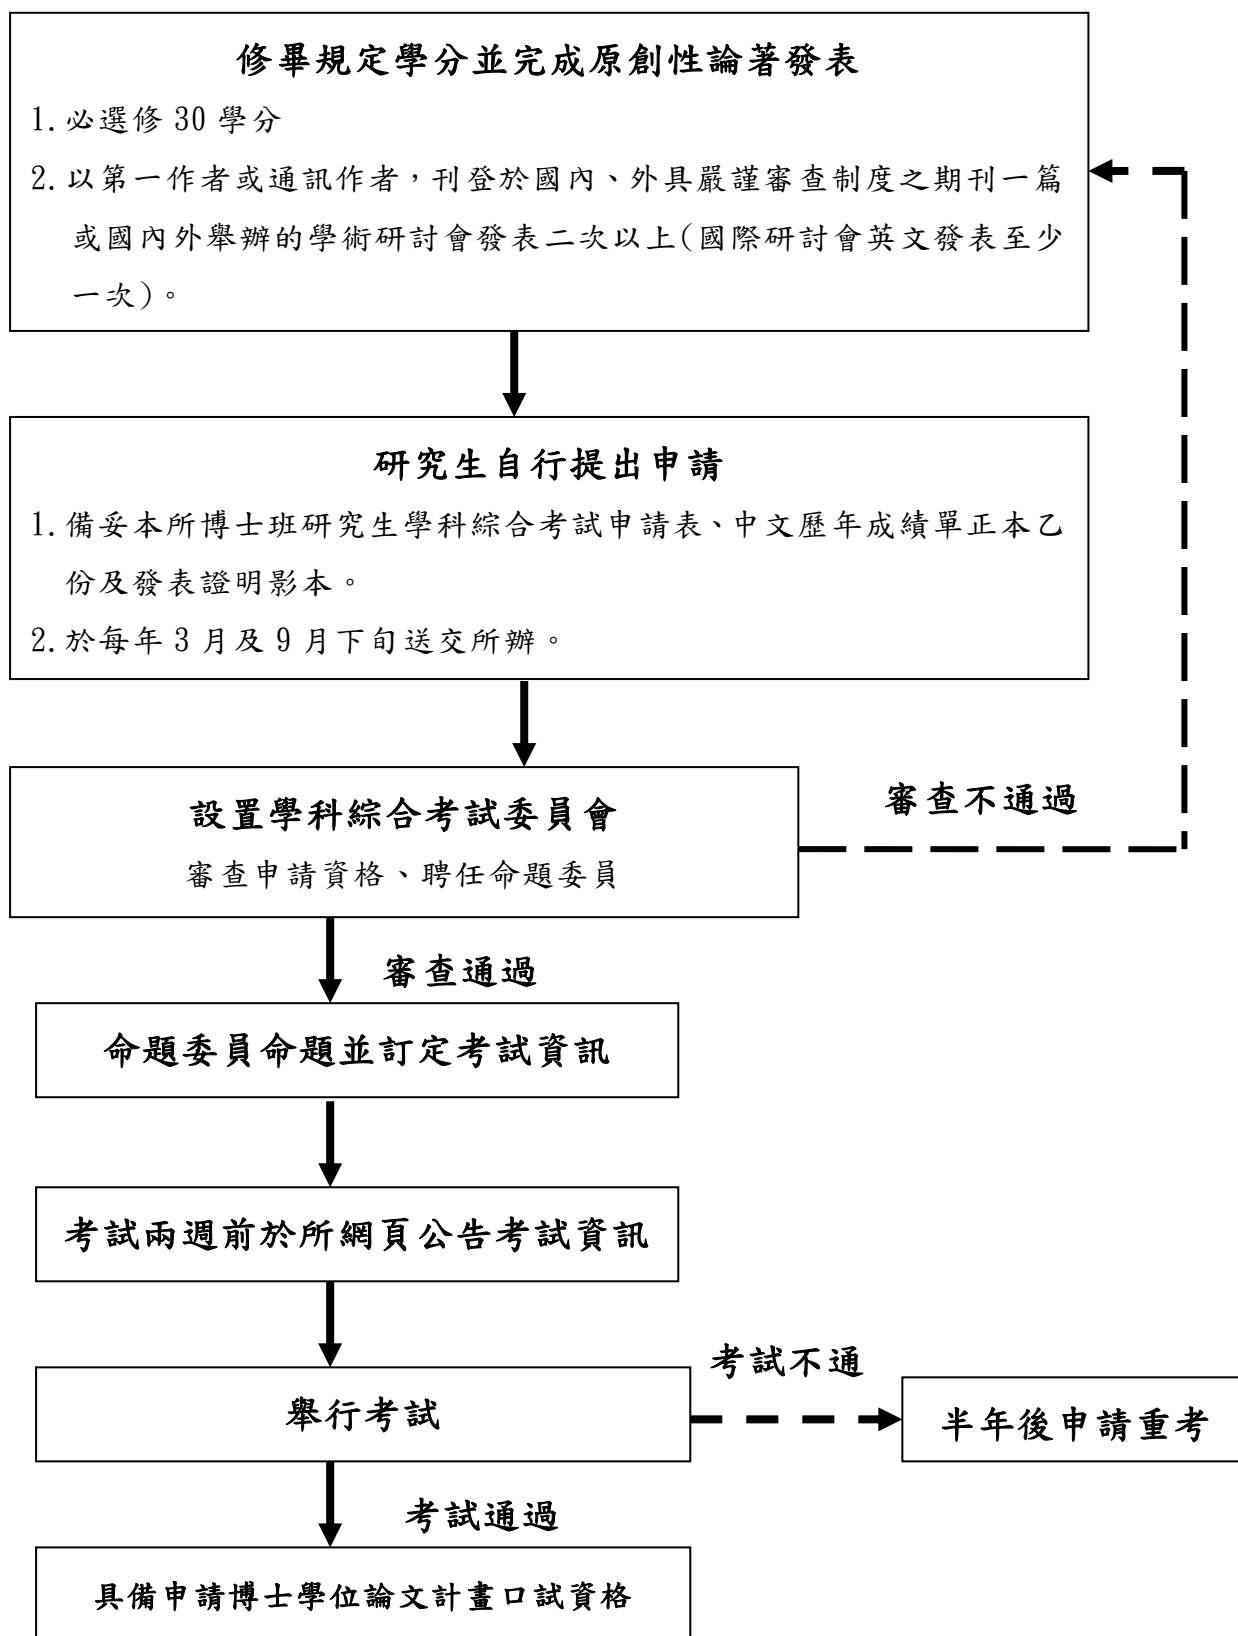 修畢規定學分並完成原創性論著發表
1. 必選修 30 學分
2. 以第一作者或通訊作者，刊登於國內、外具嚴謹審查制度之期刊一篇
或國內外舉辦的學術研討會發表二次以上(國際研討會英文發表至少
一次)。
研究生自行提出申請
1. 備妥本所博士班研究生學科綜合考試申請表、中文歷年成績單正本乙
份及發表證明影本。
2. 於每年 3 月及 9 月下旬送交所辦。
設置學科綜合考試委員會
審查申請資格、聘任命題委員
審查不通過
審查通過
命題委員命題並訂定考試資訊
考試兩週前於所網頁公告考試資訊
舉行考試
考試不通
半年後申請重考
考試通過
具備申請博士學位論文計畫口試資格